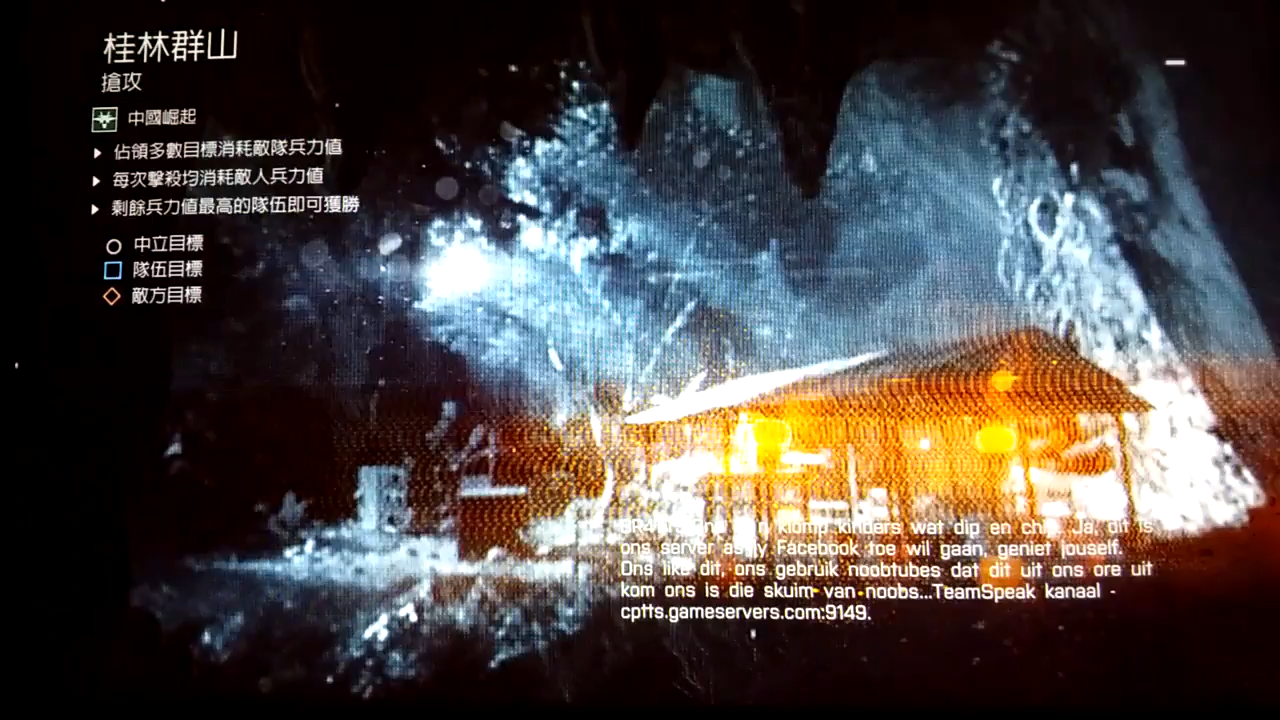 桂林群山
搶攻
中國崛起
佔領多數目標消耗敵隊兵力值
每次擊殺均消耗敵人兵力值
剩餘兵力值最高的隊伍即可獲勝
中立目標
隊伍目標
敵方目標
klomp kinders wat dip en Ja, dit is
ons server as Facebook toe wil gaan, geniet jouself.
Ons like dit, ons gebruik noobtubes dat dit uit ons ore uit
kom ons is die skuim van noobs...TeamSpeak kanaal -
cptts.gameservers.com:9149.